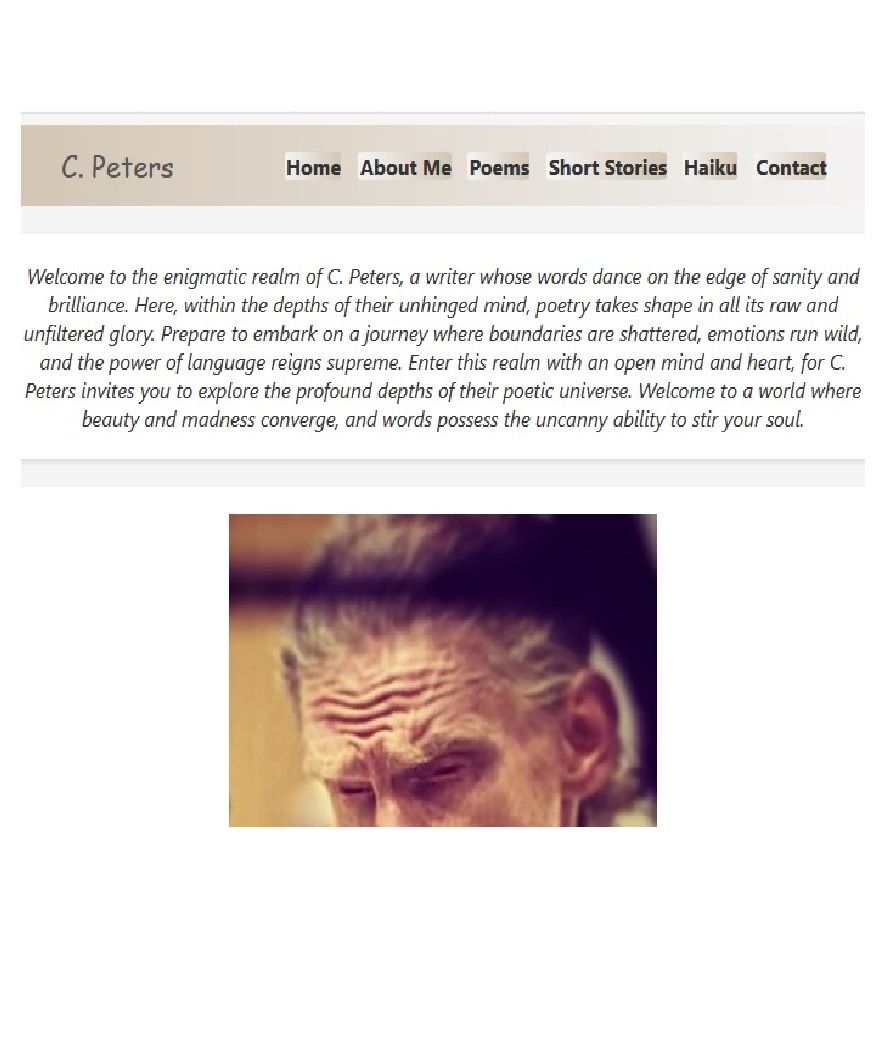 C. Peters
Home About Me Poems Short Stories Haiku Contact
Welcome to the enigmatic realm of C. Peters, a writer whose words dance on the edge of sanity and
brilliance. Here, within the depths of their unhinged mind, poetry takes shape in all its raw and
unfiltered glory. Prepare to embark on a journey where boundaries are shattered, emotions run wild,
and the power of language reigns supreme. Enter this realm with an open mind and heart, for C.
Peters invites you to explore the profound depths of their poetic universe. Welcome to a world where
beauty and madness converge, and words possess the uncanny ability to stir your soul.